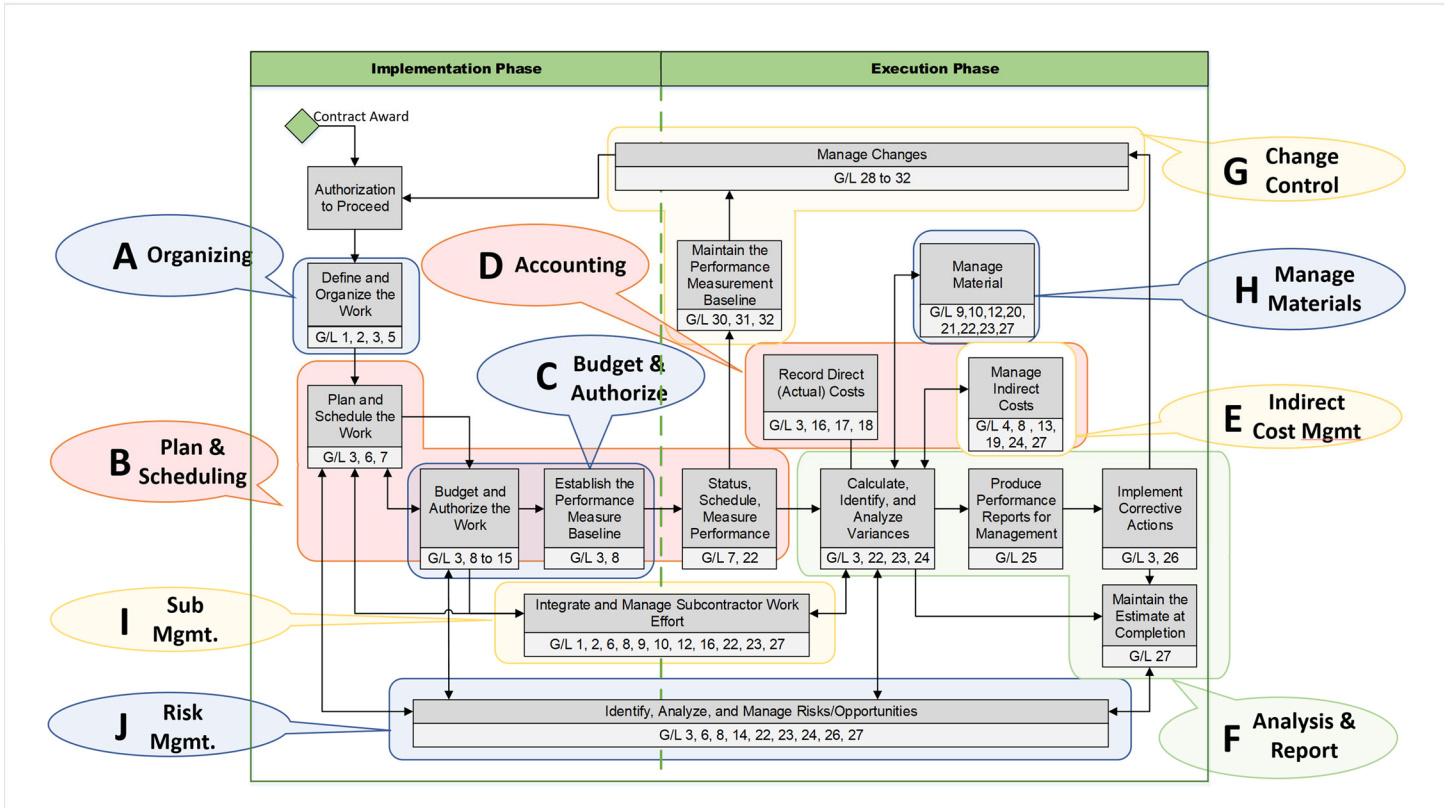 Implementation Phase
Execution Phase
Contract Award
Authorization
to Proceed
Manage Changes
G/L 28 to 32
G Change
Control
A Organizing
Define and
Organize the
Work
G/L 1, 2, 3, 5
D Accounting
Maintain the
Performance
Measurement
Baseline
G/L 30, 31, 32
Manage
Material
G/L 9,10,12,20,
21,22,23,27
H Manage
Materials
B Plan &
Scheduling
Plan and
Schedule the
Work
G/L 3, 6, 7
C Budget &
Authorize
Record Direct
(Actual) Costs
G/L 3, 16, 17, 18
Manage
Indirect
Costs
G/L 4, 8 , 13,
19, 24, 27
E Indirect
Cost Mgmt
Budget and
Authorize the
Work
G/L 3, 8 to 15
Establish the
Performance
Measure
Baseline
G/L 3, 8
Status,
Schedule,
Measure
Performance
G/L 7, 22
Calculate,
Identify, and
Analyze
Variances
G/L 3, 22, 23, 24
Produce
Performance
Reports for
Management
G/L 25
Implement
Corrective
Actions
G/L 3, 26
I Sub
Mgmt.
Integrate and Manage Subcontractor Work
Effort
G/L 1, 2, 6, 8, 9, 10, 12, 16, 22, 23, 27
Maintain the
Estimate at
Completion
G/L 27
J Risk
Mgmt.
Identify, Analyze, and Manage Risks/Opportunities
G/L 3, 6, 8, 14, 22, 23, 24, 26, 27
F Analysis &
Report